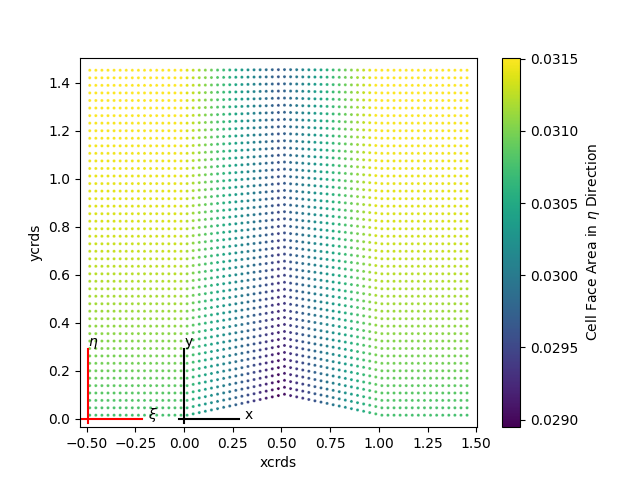 1.4
1.2
1.0
0.8
0.6
0.4
0.2
0.0
ycrds
η
y
ξ
x
−0.50 −0.25 0.00 0.25 0.50 0.75 1.00 1.25 1.50
xcrds
0.0315
0.0310
0.0305
0.0300
0.0295
0.0290
Cell Face Area in η Direction